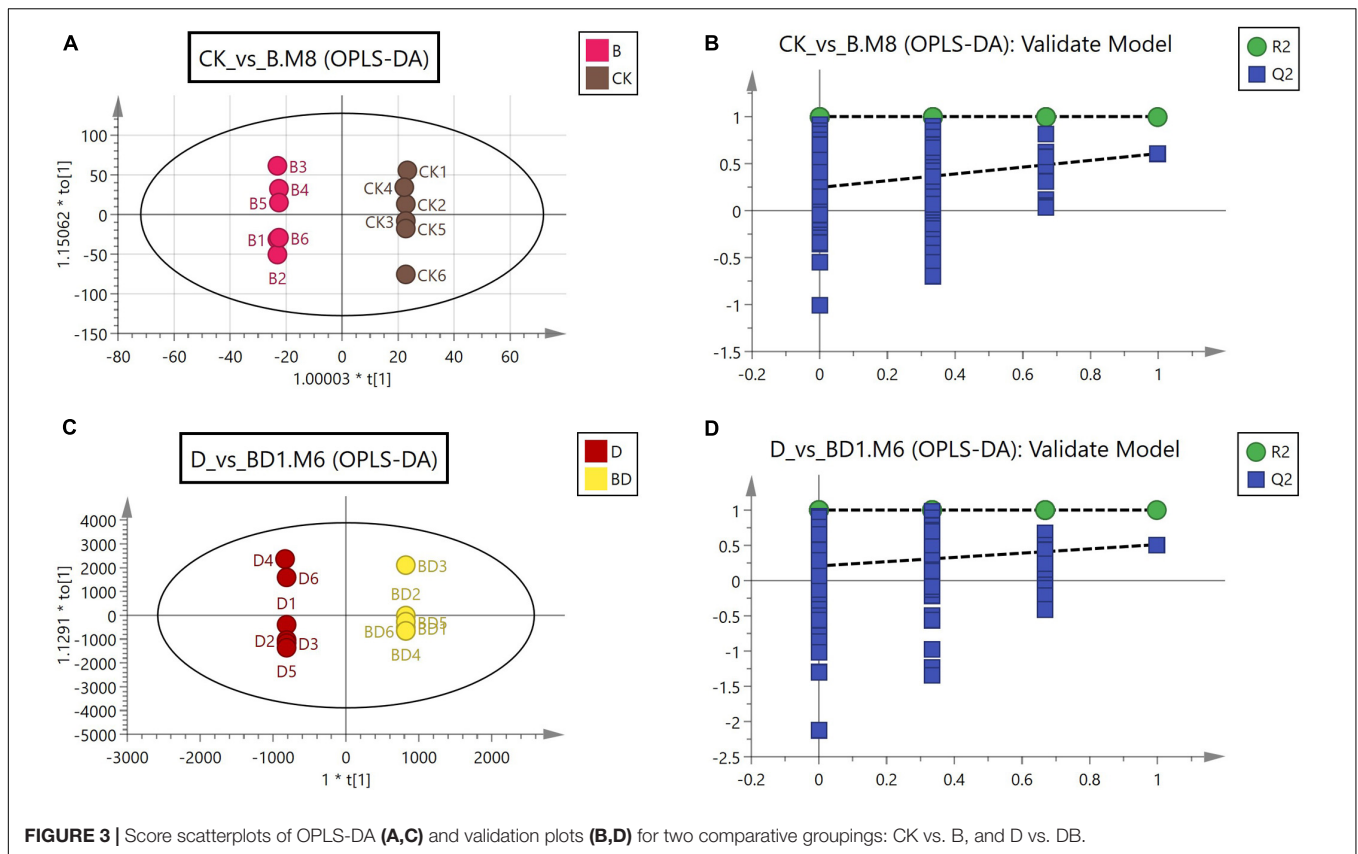 A
CK_vs_B.M8 (OPLS-DA)
B
CK
1.15062 * to[1]
100
50
0
-50
-100
-150
B3
B4
B5
B1
B6
B2
CK1
CK4
CK2
CK3
CK5
CK6
-80 -60 -40 -20 0 20 40 60
1.00003 * t[1]
B
CK_vs_B.M8 (OPLS-DA): Validate Model
R2
Q2
1
0.5
0
-0.5
-1
-1.5
-0.2 0 0.2 0.4 0.6 0.8 1
C
D_vs_BD1.M6 (OPLS-DA)
D
BD
1.1291 * to[1]
4000
3000
2000
1000
0
-1000
-2000
-3000
-4000
-5000
D4
D6
D1
D2
D3
D5
BD3
BD2
BD5
BD6
BD1
BD4
-3000 -2000 -1000 0 1000 2000
1 * t[1]
D
D_vs_BD1.M6 (OPLS-DA): Validate Model
R2
Q2
1
0.5
0
-0.5
-1
-1.5
-2
-2.5
-0.2 0 0.2 0.4 0.6 0.8 1
FIGURE 3 | Score scatterplots of OPLS-DA (A,C) and validation plots (B,D) for two comparative groupings: CK vs. B, and D vs. DB.